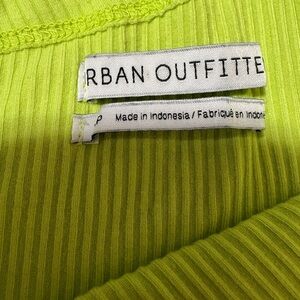 RBAN OUTFITTE
P
Made in Indonesia / Fabriqué en Indone